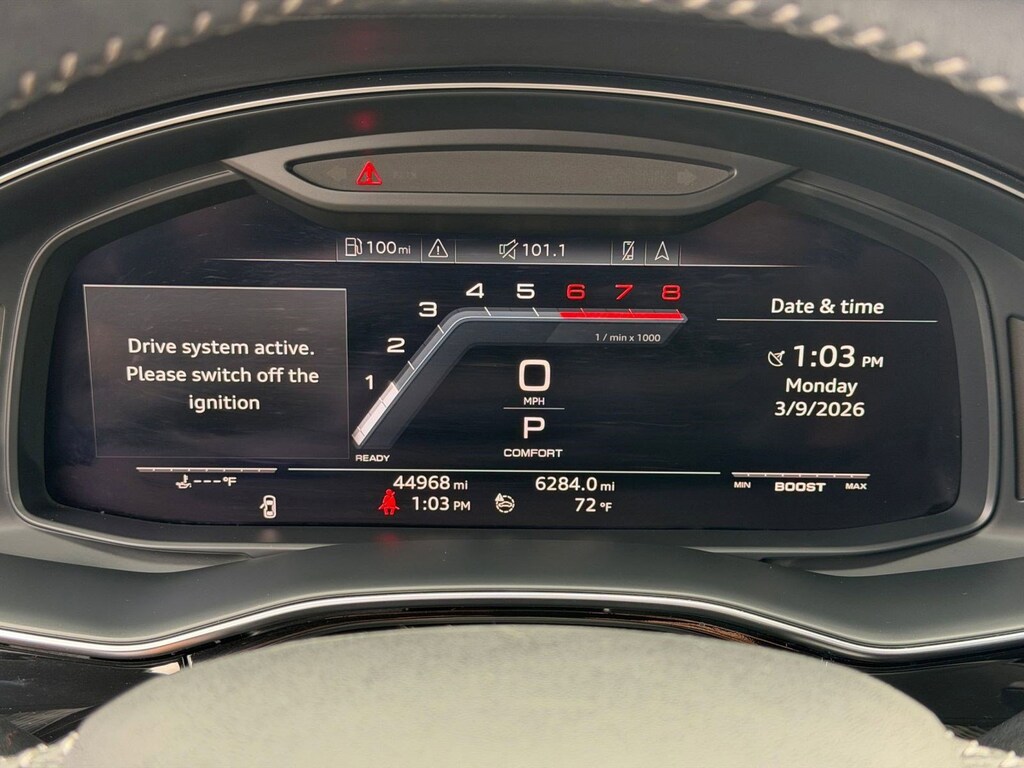 100 mi
101.1
Drive system active.
Please switch off the
ignition
1 2 3 4 5 6 7 8
1 / min x 1000
0
MPH
P
COMFORT
READY
Date & time
1:03 PM
Monday
3/9/2026
---°F
44968 mi
6284.0 mi
1:03 PM
72 °F
MIN BOOST MAX